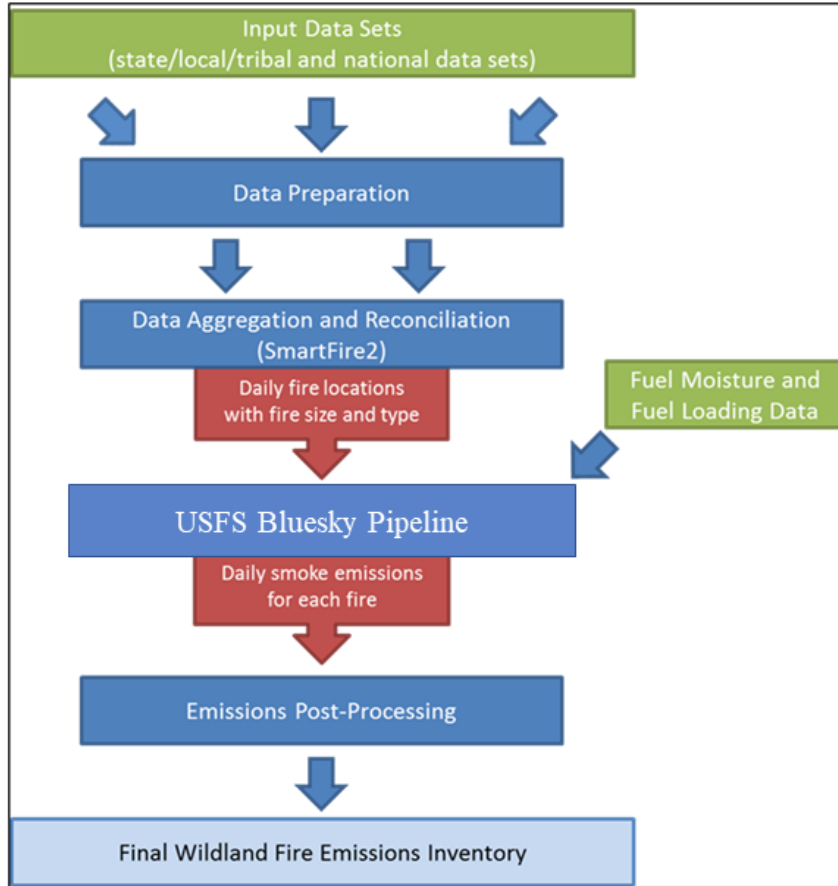 Input Data Sets
(state/local/tribal and national data sets)
Data Preparation
Data Aggregation and Reconciliation
(SmartFire2)
Daily fire locations
with fire size and type
Fuel Moisture and
Fuel Loading Data
USFS Bluesky Pipeline
Daily smoke emissions
for each fire
Emissions Post-Processing
Final Wildland Fire Emissions Inventory